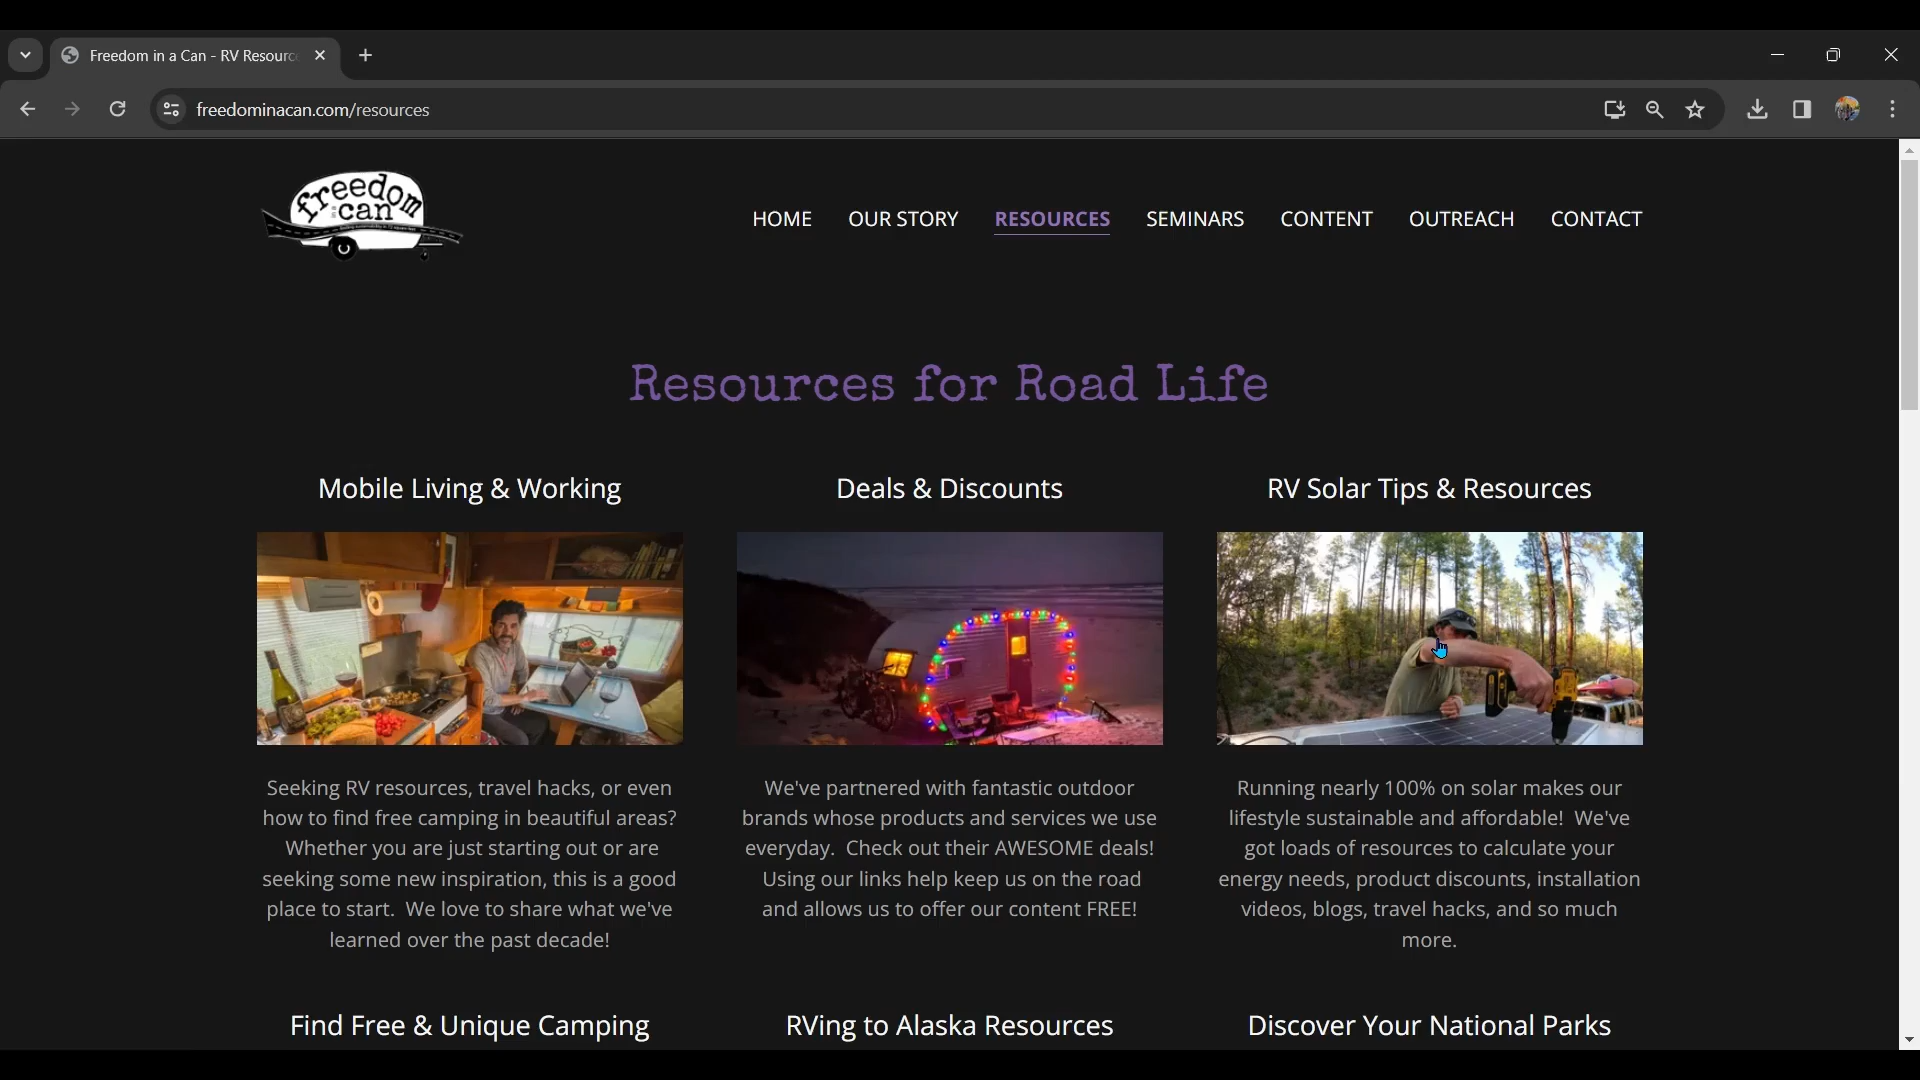 Freedom in a Can - RV Resourc
freedominacan.com/resources
freedom
in a
can
HOME OUR STORY RESOURCES SEMINARS CONTENT OUTREACH CONTACT
Resources for Road Life
Mobile Living & Working
Seeking RV resources, travel hacks, or even
how to find free camping in beautiful areas?
Whether you are just starting out or are
seeking some new inspiration, this is a good
place to start. We love to share what we've
learned over the past decade!
Deals & Discounts
We've partnered with fantastic outdoor
brands whose products and services we use
everyday. Check out their AWESOME deals!
Using our links help keep us on the road
and allows us to offer our content FREE!
RV Solar Tips & Resources
Running nearly 100% on solar makes our
lifestyle sustainable and affordable! We've
got loads of resources to calculate your
energy needs, product discounts, installation
videos, blogs, travel hacks, and so much
more.
Find Free & Unique Camping
RVing to Alaska Resources
Discover Your National Parks